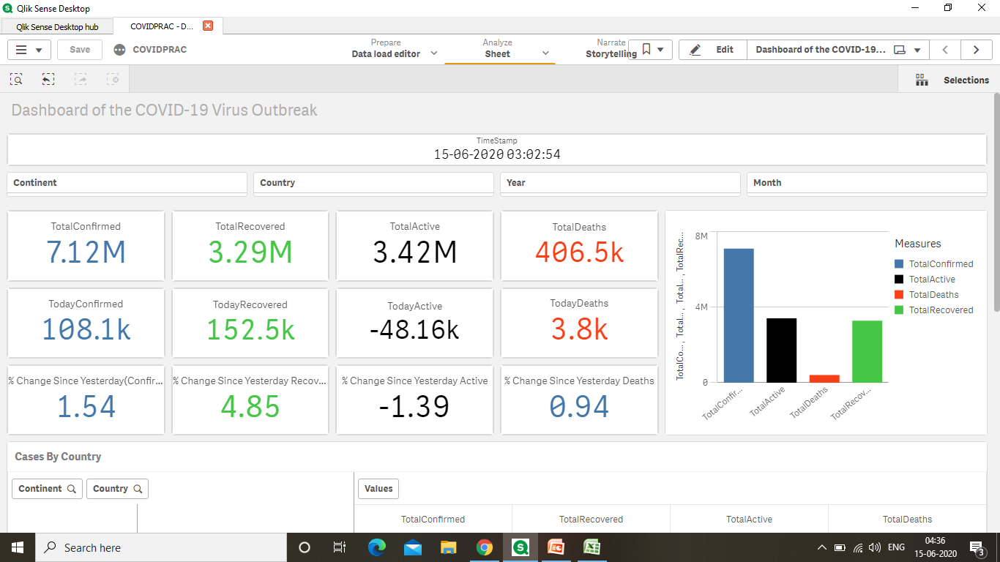 Qlik Sense Desktop
Qlik Sense Desktop hub
COVIDPRAC - D...
Save
COVIDPRAC
Prepare
Data load editor
Analyze
Sheet
Narrate
Storytelling
Edit
Dashboard of the COVID-19...
Selections
Dashboard of the COVID-19 Virus Outbreak
TimeStamp
15-06-2020 03:02:54
Continent
Country
Year
Month
TotalConfirmed
7.12M
TotalRecovered
3.29M
TotalActive
3.42M
TotalDeaths
406.5k
TodayConfirmed
108.1k
TodayRecovered
152.5k
TodayActive
-48.16k
TodayDeaths
3.8k
% Change Since Yesterday(Confir...
1.54
% Change Since Yesterday Recov...
4.85
% Change Since Yesterday Active
-1.39
% Change Since Yesterday Deaths
0.94
TotalCo... , Total... , Total... , TotalRec...
8M
4M
0
TotalConfir...
TotalActive
TotalDeaths
TotalRecov...
Measures
TotalConfirmed
TotalActive
TotalDeaths
TotalRecovered
Cases By Country
Continent
Country
Values
TotalConfirmed
TotalRecovered
TotalActive
TotalDeaths
Search here
ENG
04:36
15-06-2020
3